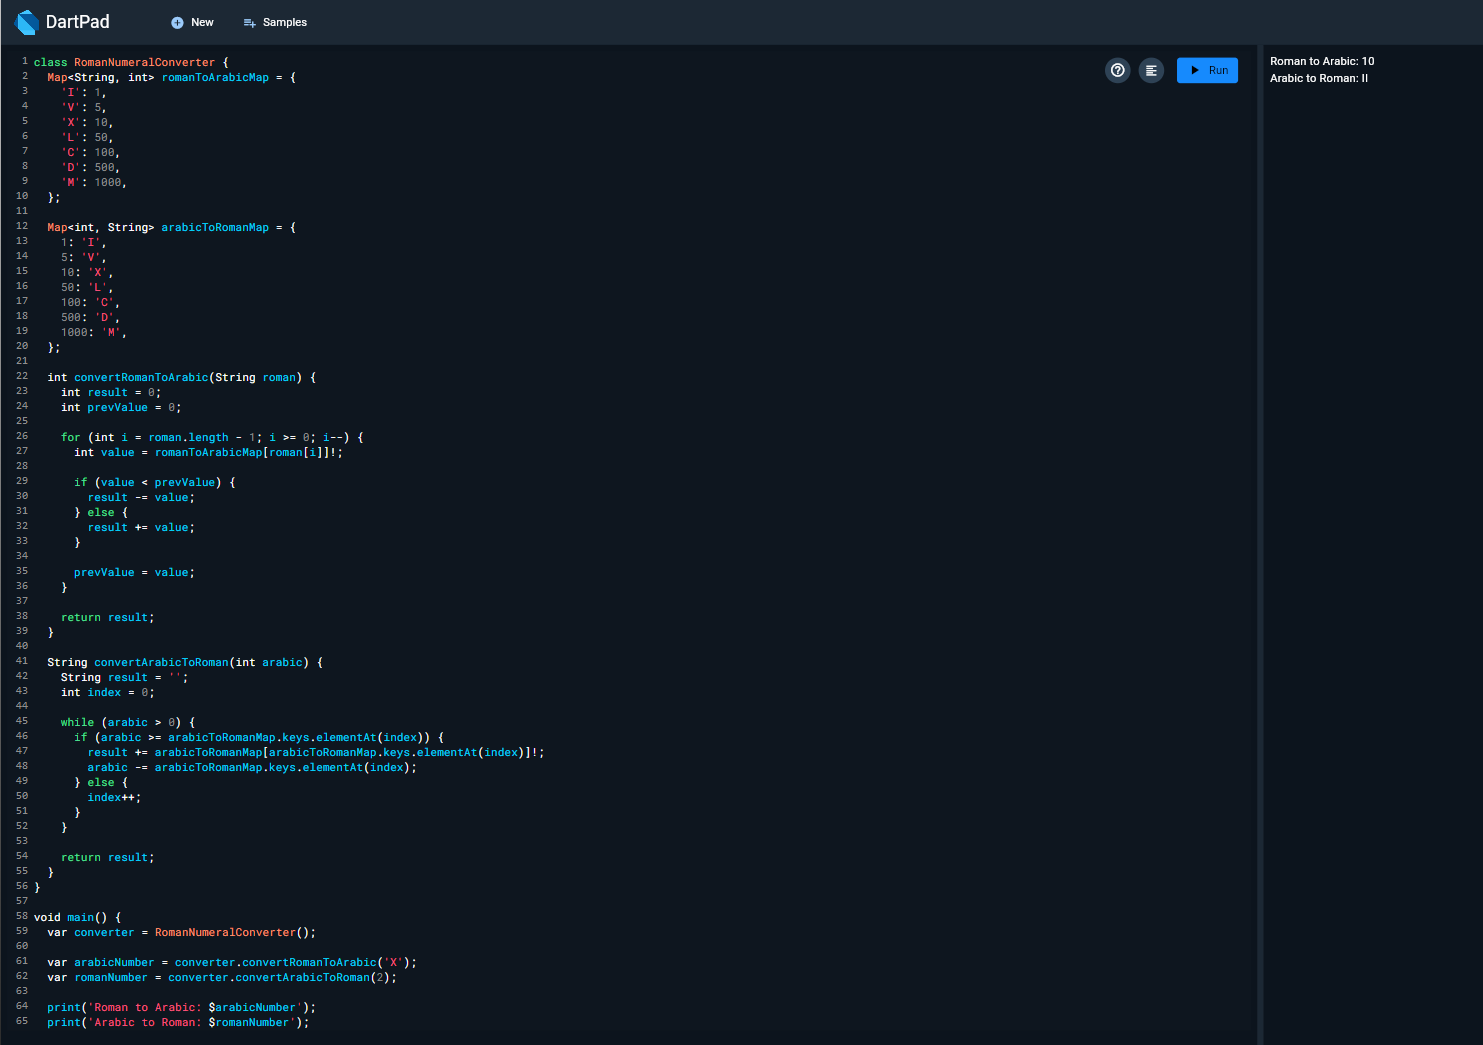 DartPad
New
Samples
Run
1 class RomanNumeralConverter {
2   Map<String, int> romanToArabicMap = {
3     'I': 1,
4     'V': 5,
5     'X': 10,
6     'L': 50,
7     'C': 100,
8     'D': 500,
9     'M': 1000,
10   };
11
12   Map<int, String> arabicToRomanMap = {
13     1: 'I',
14     5: 'V',
15     10: 'X',
16     50: 'L',
17     100: 'C',
18     500: 'D',
19     1000: 'M',
20   };
21
22   int convertRomanToArabic(String roman) {
23     int result = 0;
24     int prevValue = 0;
25
26     for (int i = roman.length - 1; i >= 0; i--) {
27       int value = romanToArabicMap[roman[i]]!;
28
29       if (value < prevValue) {
30         result -= value;
31       } else {
32         result += value;
33       }
34
35       prevValue = value;
36     }
37
38     return result;
39   }
40
41   String convertArabicToRoman(int arabic) {
42     String result = '';
43     int index = 0;
44
45     while (arabic > 0) {
46       if (arabic >= arabicToRomanMap.keys.elementAt(index)) {
47         result += arabicToRomanMap[arabicToRomanMap.keys.elementAt(index)]!;
48         arabic -= arabicToRomanMap.keys.elementAt(index);
49       } else {
50         index++;
51       }
52     }
53
54     return result;
55   }
56 }
57
58 void main() {
59   var converter = RomanNumeralConverter();
60
61   var arabicNumber = converter.convertRomanToArabic('X');
62   var romanNumber = converter.convertArabicToRoman(2);
63
64   print('Roman to Arabic: $arabicNumber');
65   print('Arabic to Roman: $romanNumber');
Roman to Arabic: 10
Arabic to Roman: II